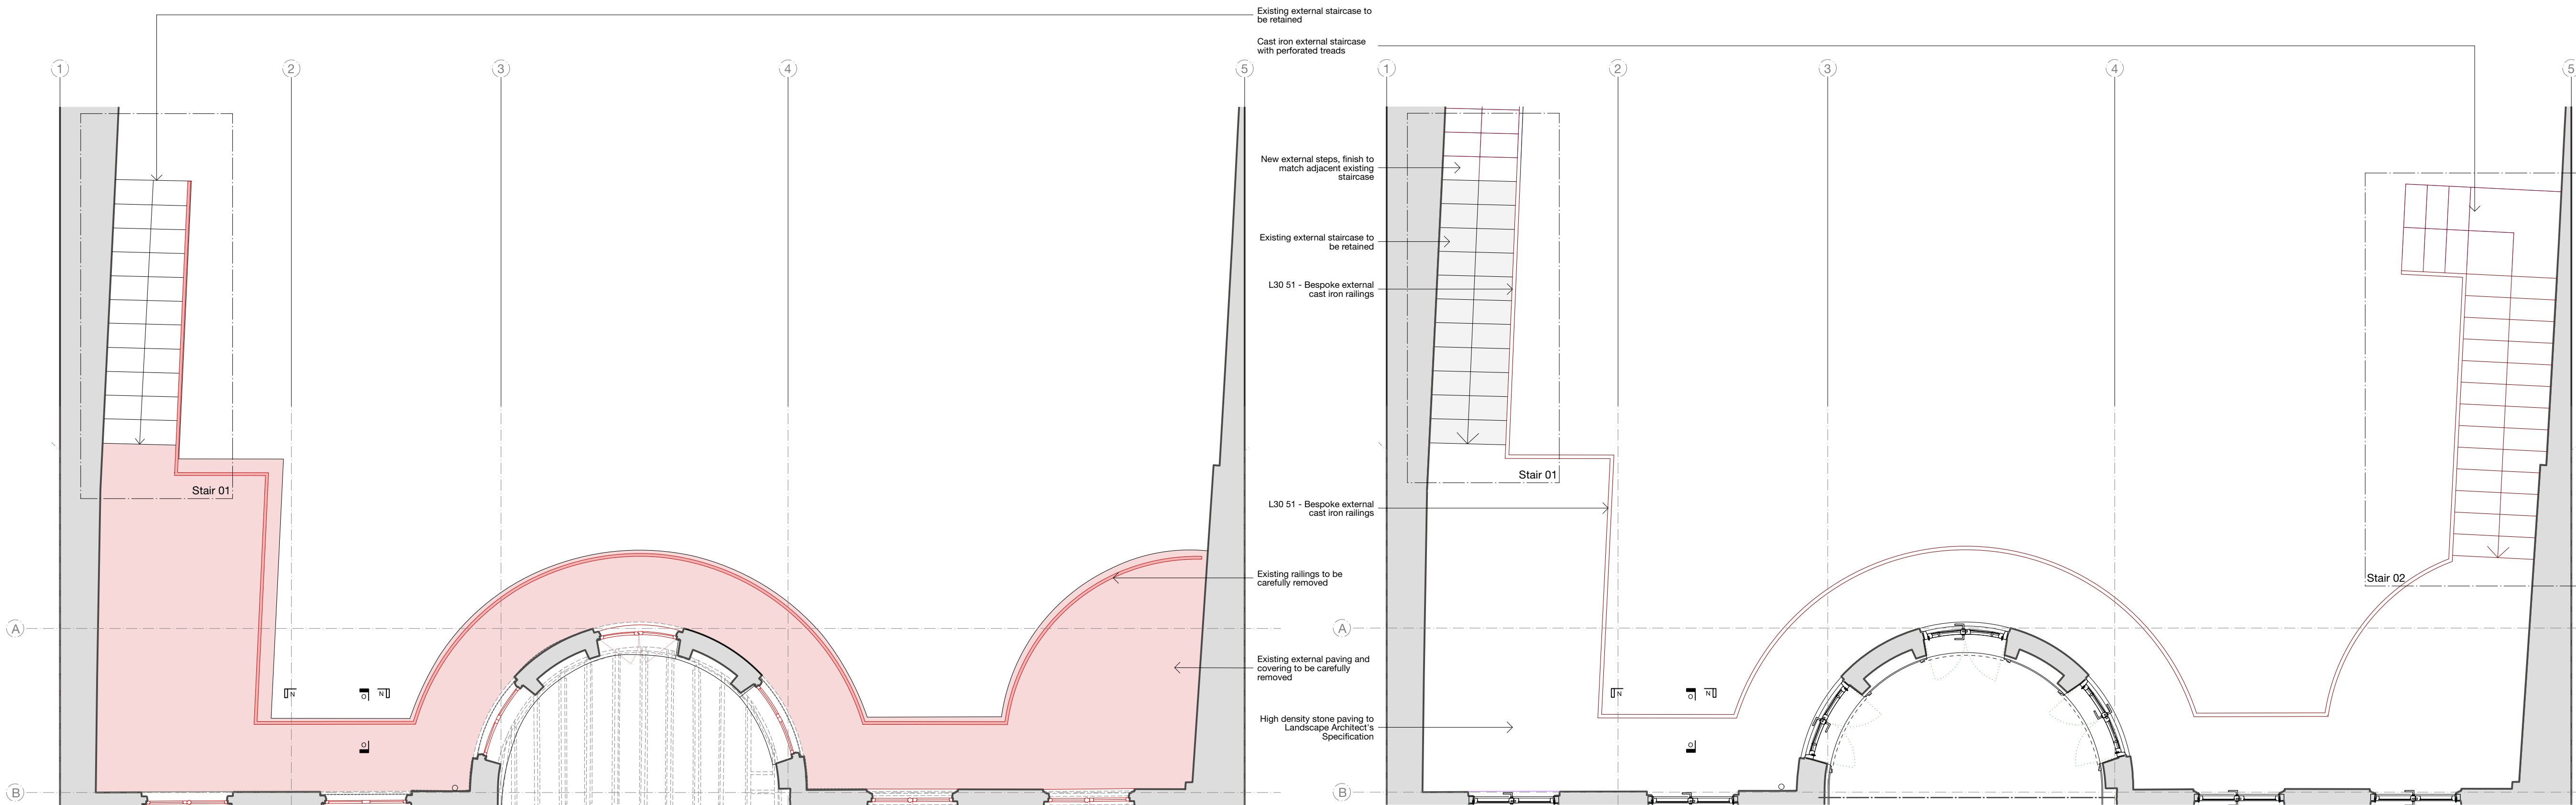 Existing external staircase to
be retained
Cast iron external staircase
with perforated treads
1
2
3
4
5
1
2
3
4
5
New external steps, finish to
match adjacent existing
staircase
Existing external staircase to
be retained
L30 51 - Bespoke external
cast iron railings
Stair 01
Stair 01
L30 51 - Bespoke external
cast iron railings
Existing railings to be
carefully removed
Stair 02
A
A
Existing external paving and
covering to be carefully
removed
N
O
N
N
O
N
High density stone paving to
Landscape Architect's
Specification
O
O
B
B